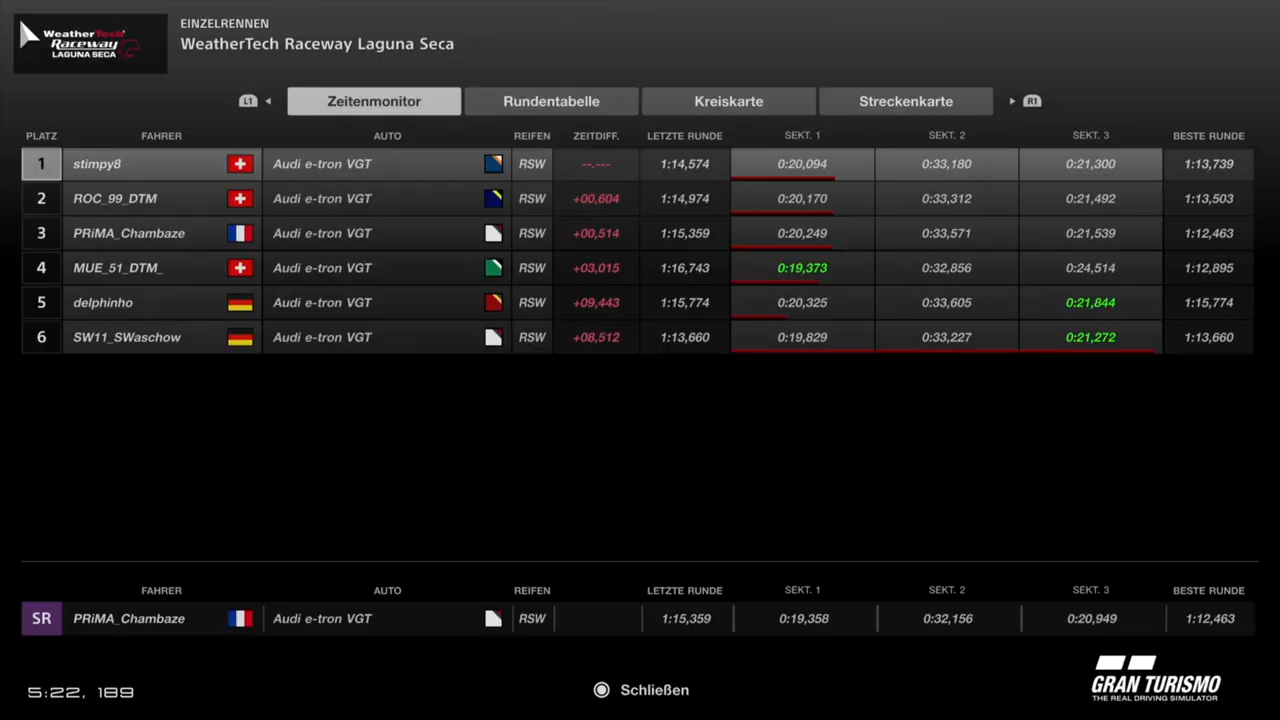 WeatherTech
Raceway
LAGUNA SECA
EINZELRENNEN
WeatherTech Raceway Laguna Seca
L1 Zeitenmonitor Rundentabelle Kreiskarte Streckenkarte R1
PLATZ FAHRER AUTO REIFEN ZEITDIFF. LETZTE RUNDE SEKT. 1 SEKT. 2 SEKT. 3 BESTE RUNDE
1 stimpy8 Audi e-tron VGT RSW --.--- 1:14,574 0:20,094 0:33,180 0:21,300 1:13,739
2 ROC_99_DTM Audi e-tron VGT RSW +00,604 1:14,974 0:20,170 0:33,312 0:21,492 1:13,503
3 PRiMA_Chambaze Audi e-tron VGT RSW +00,514 1:15,359 0:20,249 0:33,571 0:21,539 1:12,463
4 MUE_51_DTM_ Audi e-tron VGT RSW +03,015 1:16,743 0:19,373 0:32,856 0:24,514 1:12,895
5 delphinho Audi e-tron VGT RSW +09,443 1:15,774 0:20,325 0:33,605 0:21,844 1:15,774
6 SW11_SWaschow Audi e-tron VGT RSW +08,512 1:13,660 0:19,829 0:33,227 0:21,272 1:13,660
FAHRER AUTO REIFEN LETZTE RUNDE SEKT. 1 SEKT. 2 SEKT. 3 BESTE RUNDE
SR PRiMA_Chambaze Audi e-tron VGT RSW 1:15,359 0:19,358 0:32,156 0:20,949 1:12,463
5:22, 189
Schließen
GRAN TURISMO
THE REAL DRIVING SIMULATOR